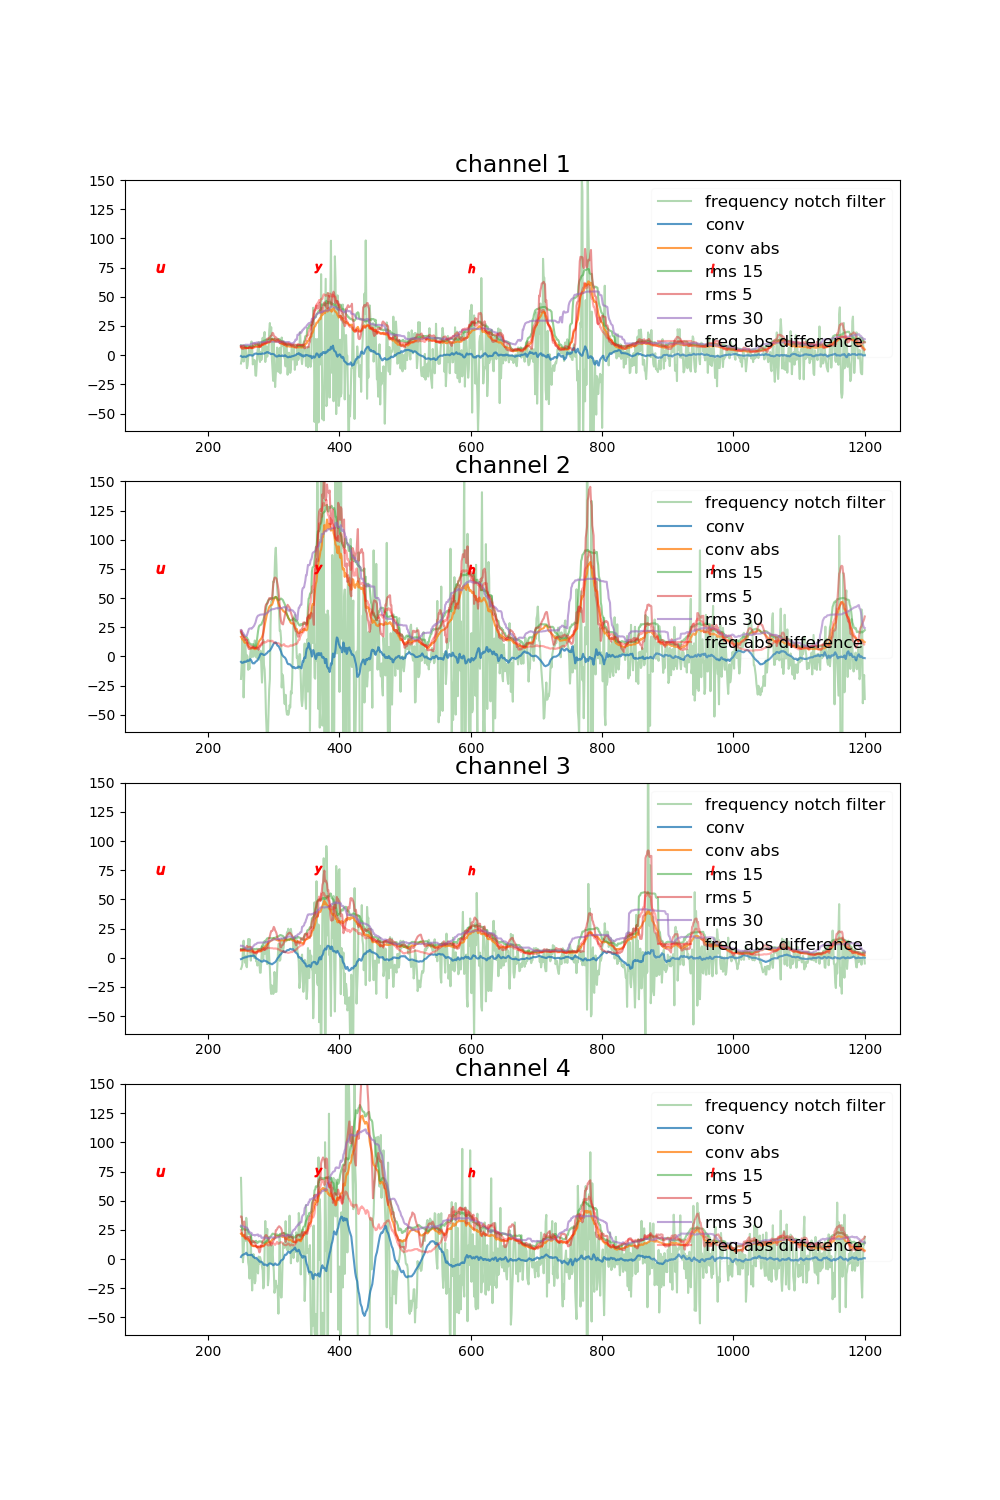 channel 1
150
125
100
75
50
25
0
−25
−50
u y h l
frequency notch filter
conv
conv abs
rms 15
rms 5
rms 30
freq abs difference
200 400 600 800 1000 1200
channel 2
150
125
100
75
50
25
0
−25
−50
u y h l
frequency notch filter
conv
conv abs
rms 15
rms 5
rms 30
freq abs difference
200 400 600 800 1000 1200
channel 3
150
125
100
75
50
25
0
−25
−50
u y h l
frequency notch filter
conv
conv abs
rms 15
rms 5
rms 30
freq abs difference
200 400 600 800 1000 1200
channel 4
150
125
100
75
50
25
0
−25
−50
u y h l
frequency notch filter
conv
conv abs
rms 15
rms 5
rms 30
freq abs difference
200 400 600 800 1000 1200